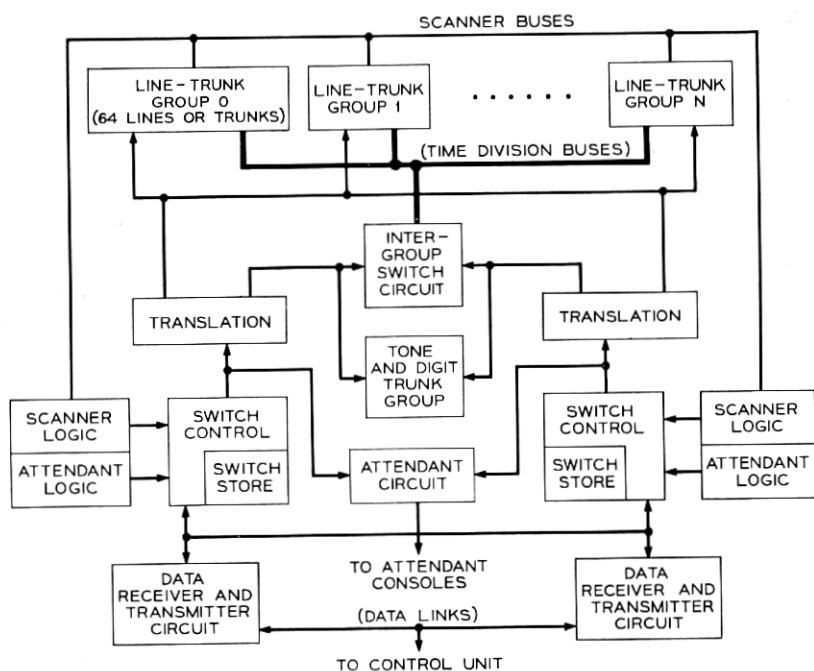 SCANNER BUSES
LINE-TRUNK
GROUP 0
(64 LINES OR TRUNKS)
LINE-TRUNK
GROUP 1
. . . . . .
LINE-TRUNK
GROUP N
(TIME DIVISION BUSES)
INTER-
GROUP
SWITCH
CIRCUIT
TRANSLATION
TRANSLATION
TONE
AND DIGIT
TRUNK
GROUP
SCANNER
LOGIC
ATTENDANT
LOGIC
SWITCH
CONTROL
SWITCH
STORE
ATTENDANT
CIRCUIT
SWITCH
CONTROL
SWITCH
STORE
SCANNER
LOGIC
ATTENDANT
LOGIC
DATA
RECEIVER AND
TRANSMITTER
CIRCUIT
TO ATTENDANT
CONSOLES
DATA
RECEIVER AND
TRANSMITTER
CIRCUIT
(DATA LINKS)
TO CONTROL UNIT